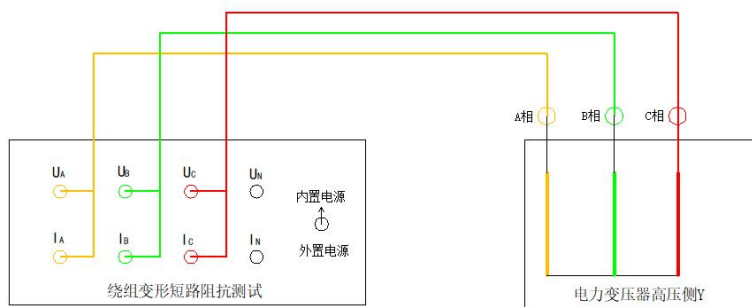 A相 B相 C相
UA UB UC UN
内置电源
IA IB IC IN
外置电源
绕组变形短路阻抗测试
电力变压器高压侧Y